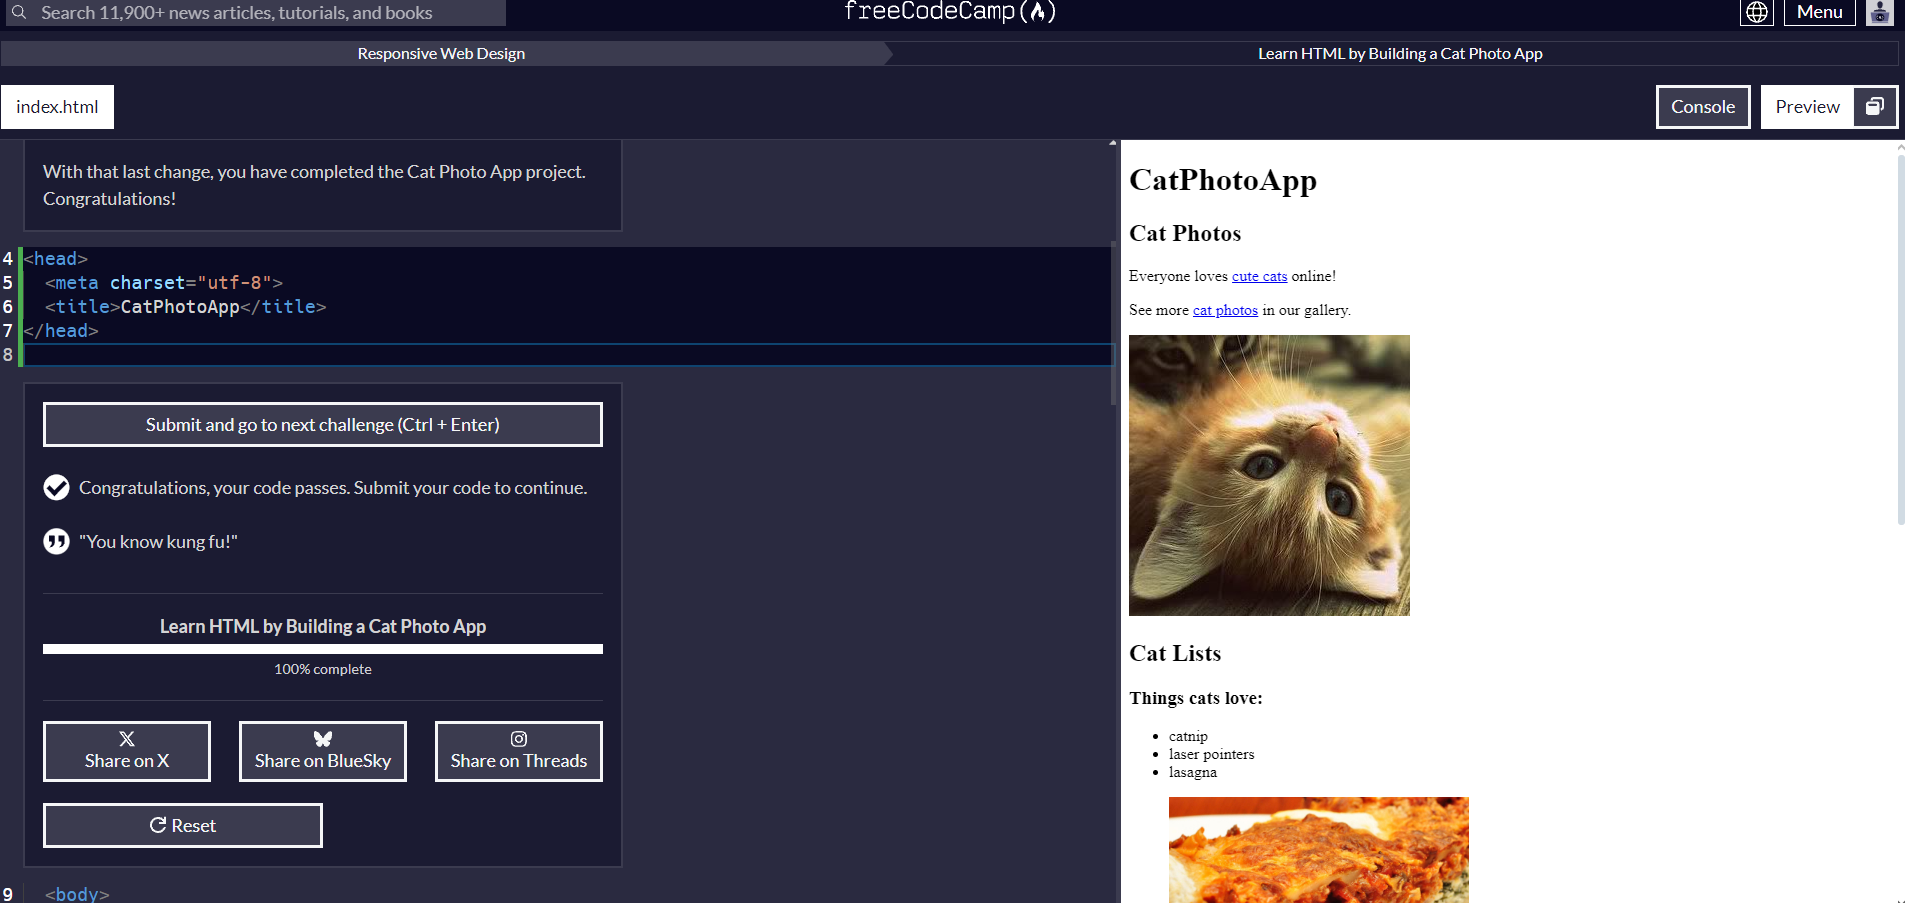 Search 11,900+ news articles, tutorials, and books
freeCodeCamp
Menu
Responsive Web Design
Learn HTML by Building a Cat Photo App
index.html
Console
Preview
With that last change, you have completed the Cat Photo App project.
Congratulations!
4 <head>
5 <meta charset="utf-8">
6 <title>CatPhotoApp</title>
7 </head>
8
Submit and go to next challenge (Ctrl + Enter)
Congratulations, your code passes. Submit your code to continue.
"You know kung fu!"
Learn HTML by Building a Cat Photo App
100% complete
Share on X
Share on BlueSky
Share on Threads
Reset
9 <body>
CatPhotoApp
Cat Photos
Everyone loves cute cats online!
See more cat photos in our gallery.
Cat Lists
Things cats love:
catnip
laser pointers
lasagna